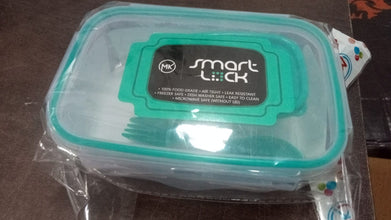 MK
smart
LOCK
• 100% FOOD GRADE • AIR TIGHT • LEAK RESISTANT
• FREEZER SAFE • DISH WASHER SAFE • EASY TO CLEAN
• MICROWAVE SAFE (WITHOUT LID)